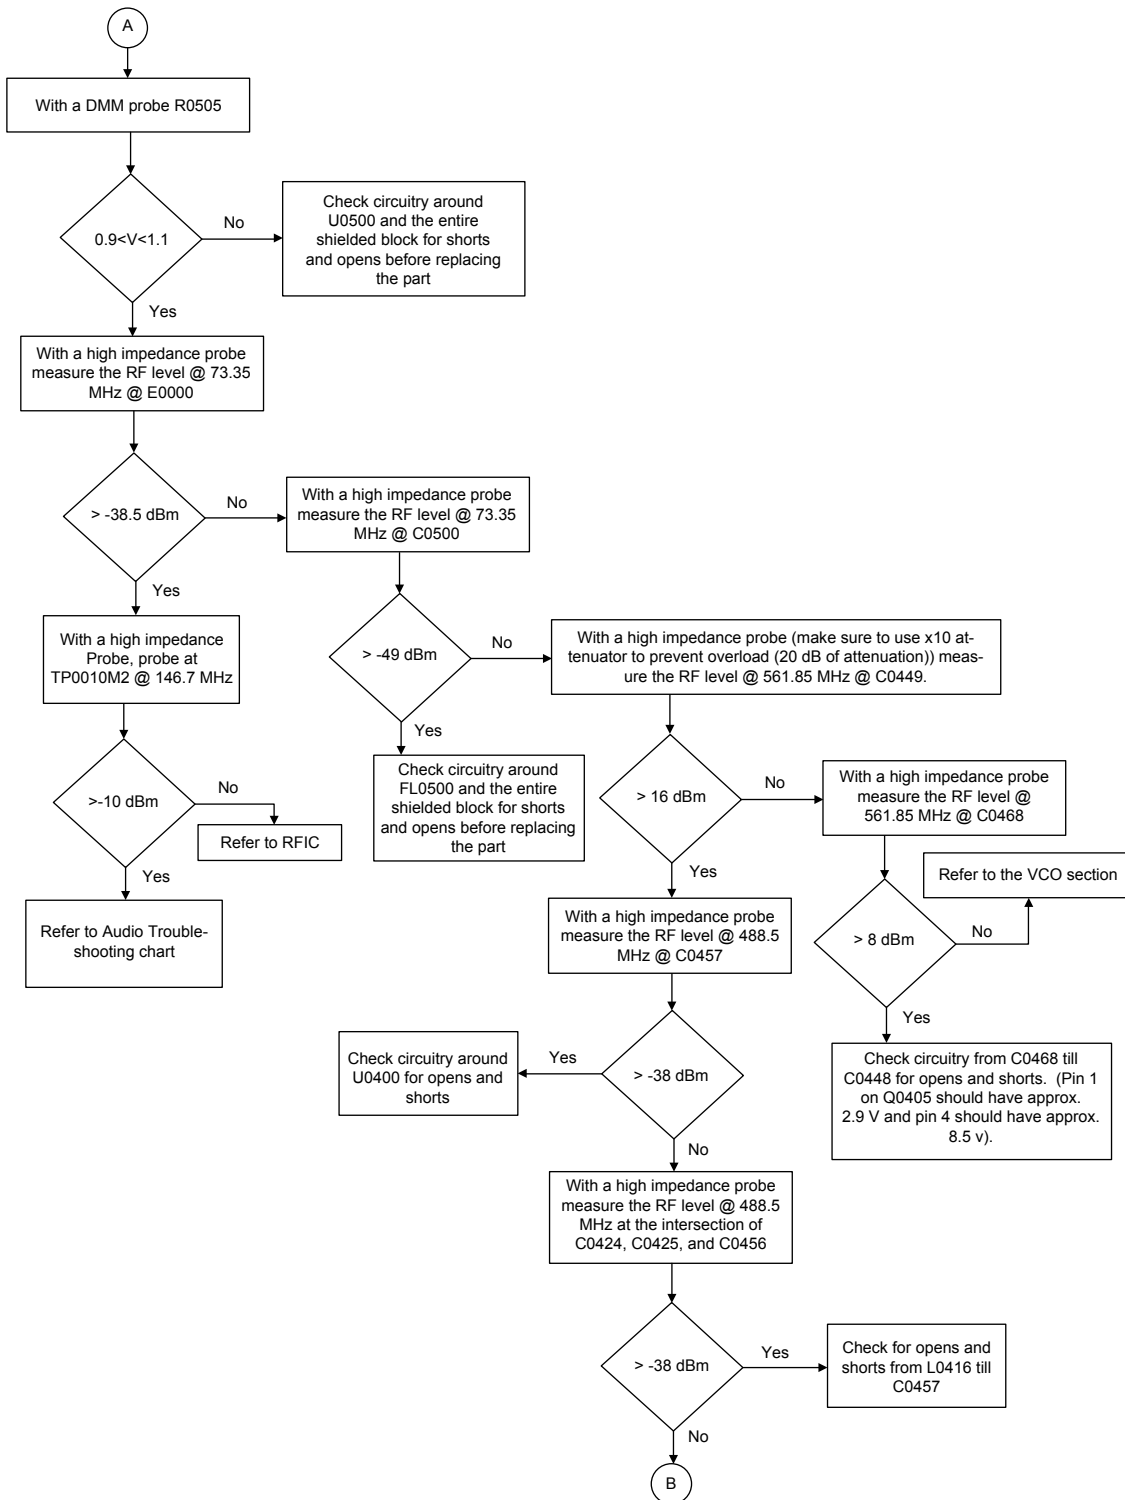 A
With a DMM probe R0505
0.9<V<1.1
No
Check circuitry around
U0500 and the entire
shielded block for shorts
and opens before replacing
the part
Yes
With a high impedance probe
measure the RF level @ 73.35
MHz @ E0000
> -38.5 dBm
No
With a high impedance probe
measure the RF level @ 73.35
MHz @ C0500
Yes
With a high impedance
Probe, probe at
TP0010M2 @ 146.7 MHz
> -49 dBm
No
With a high impedance probe (make sure to use x10 at-
tenuator to prevent overload (20 dB of attenuation)) meas-
ure the RF level @ 561.85 MHz @ C0449.
Yes
Check circuitry around
FL0500 and the entire
shielded block for shorts
and opens before replacing
the part
>-10 dBm
No
Refer to RFIC
Yes
Refer to Audio Trouble-
shooting chart
> 16 dBm
No
With a high impedance probe
measure the RF level @
561.85 MHz @ C0468
Yes
With a high impedance probe
measure the RF level @ 488.5
MHz @ C0457
> 8 dBm
No
Refer to the VCO section
Yes
Check circuitry from C0468 till
C0448 for opens and shorts.  (Pin 1
on Q0405 should have approx.
2.9 V and pin 4 should have approx.
8.5 v).
> -38 dBm
Yes
Check circuitry around
U0400 for opens and
shorts
No
With a high impedance probe
measure the RF level @ 488.5
MHz at the intersection of
C0424, C0425, and C0456
> -38 dBm
Yes
Check for opens and
shorts from L0416 till
C0457
No
B